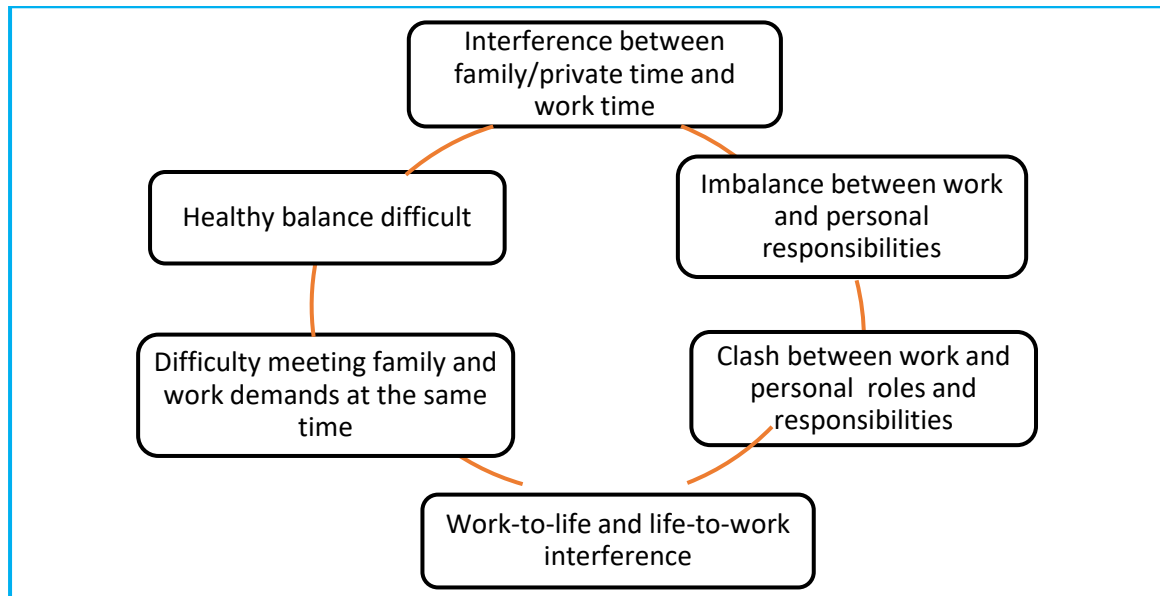 Interference between
family/private time and
work time
Imbalance between work
and personal
responsibilities
Clash between work and
personal  roles and
responsibilities
Work-to-life and life-to-work
interference
Difficulty meeting family and
work demands at the same
time
Healthy balance difficult